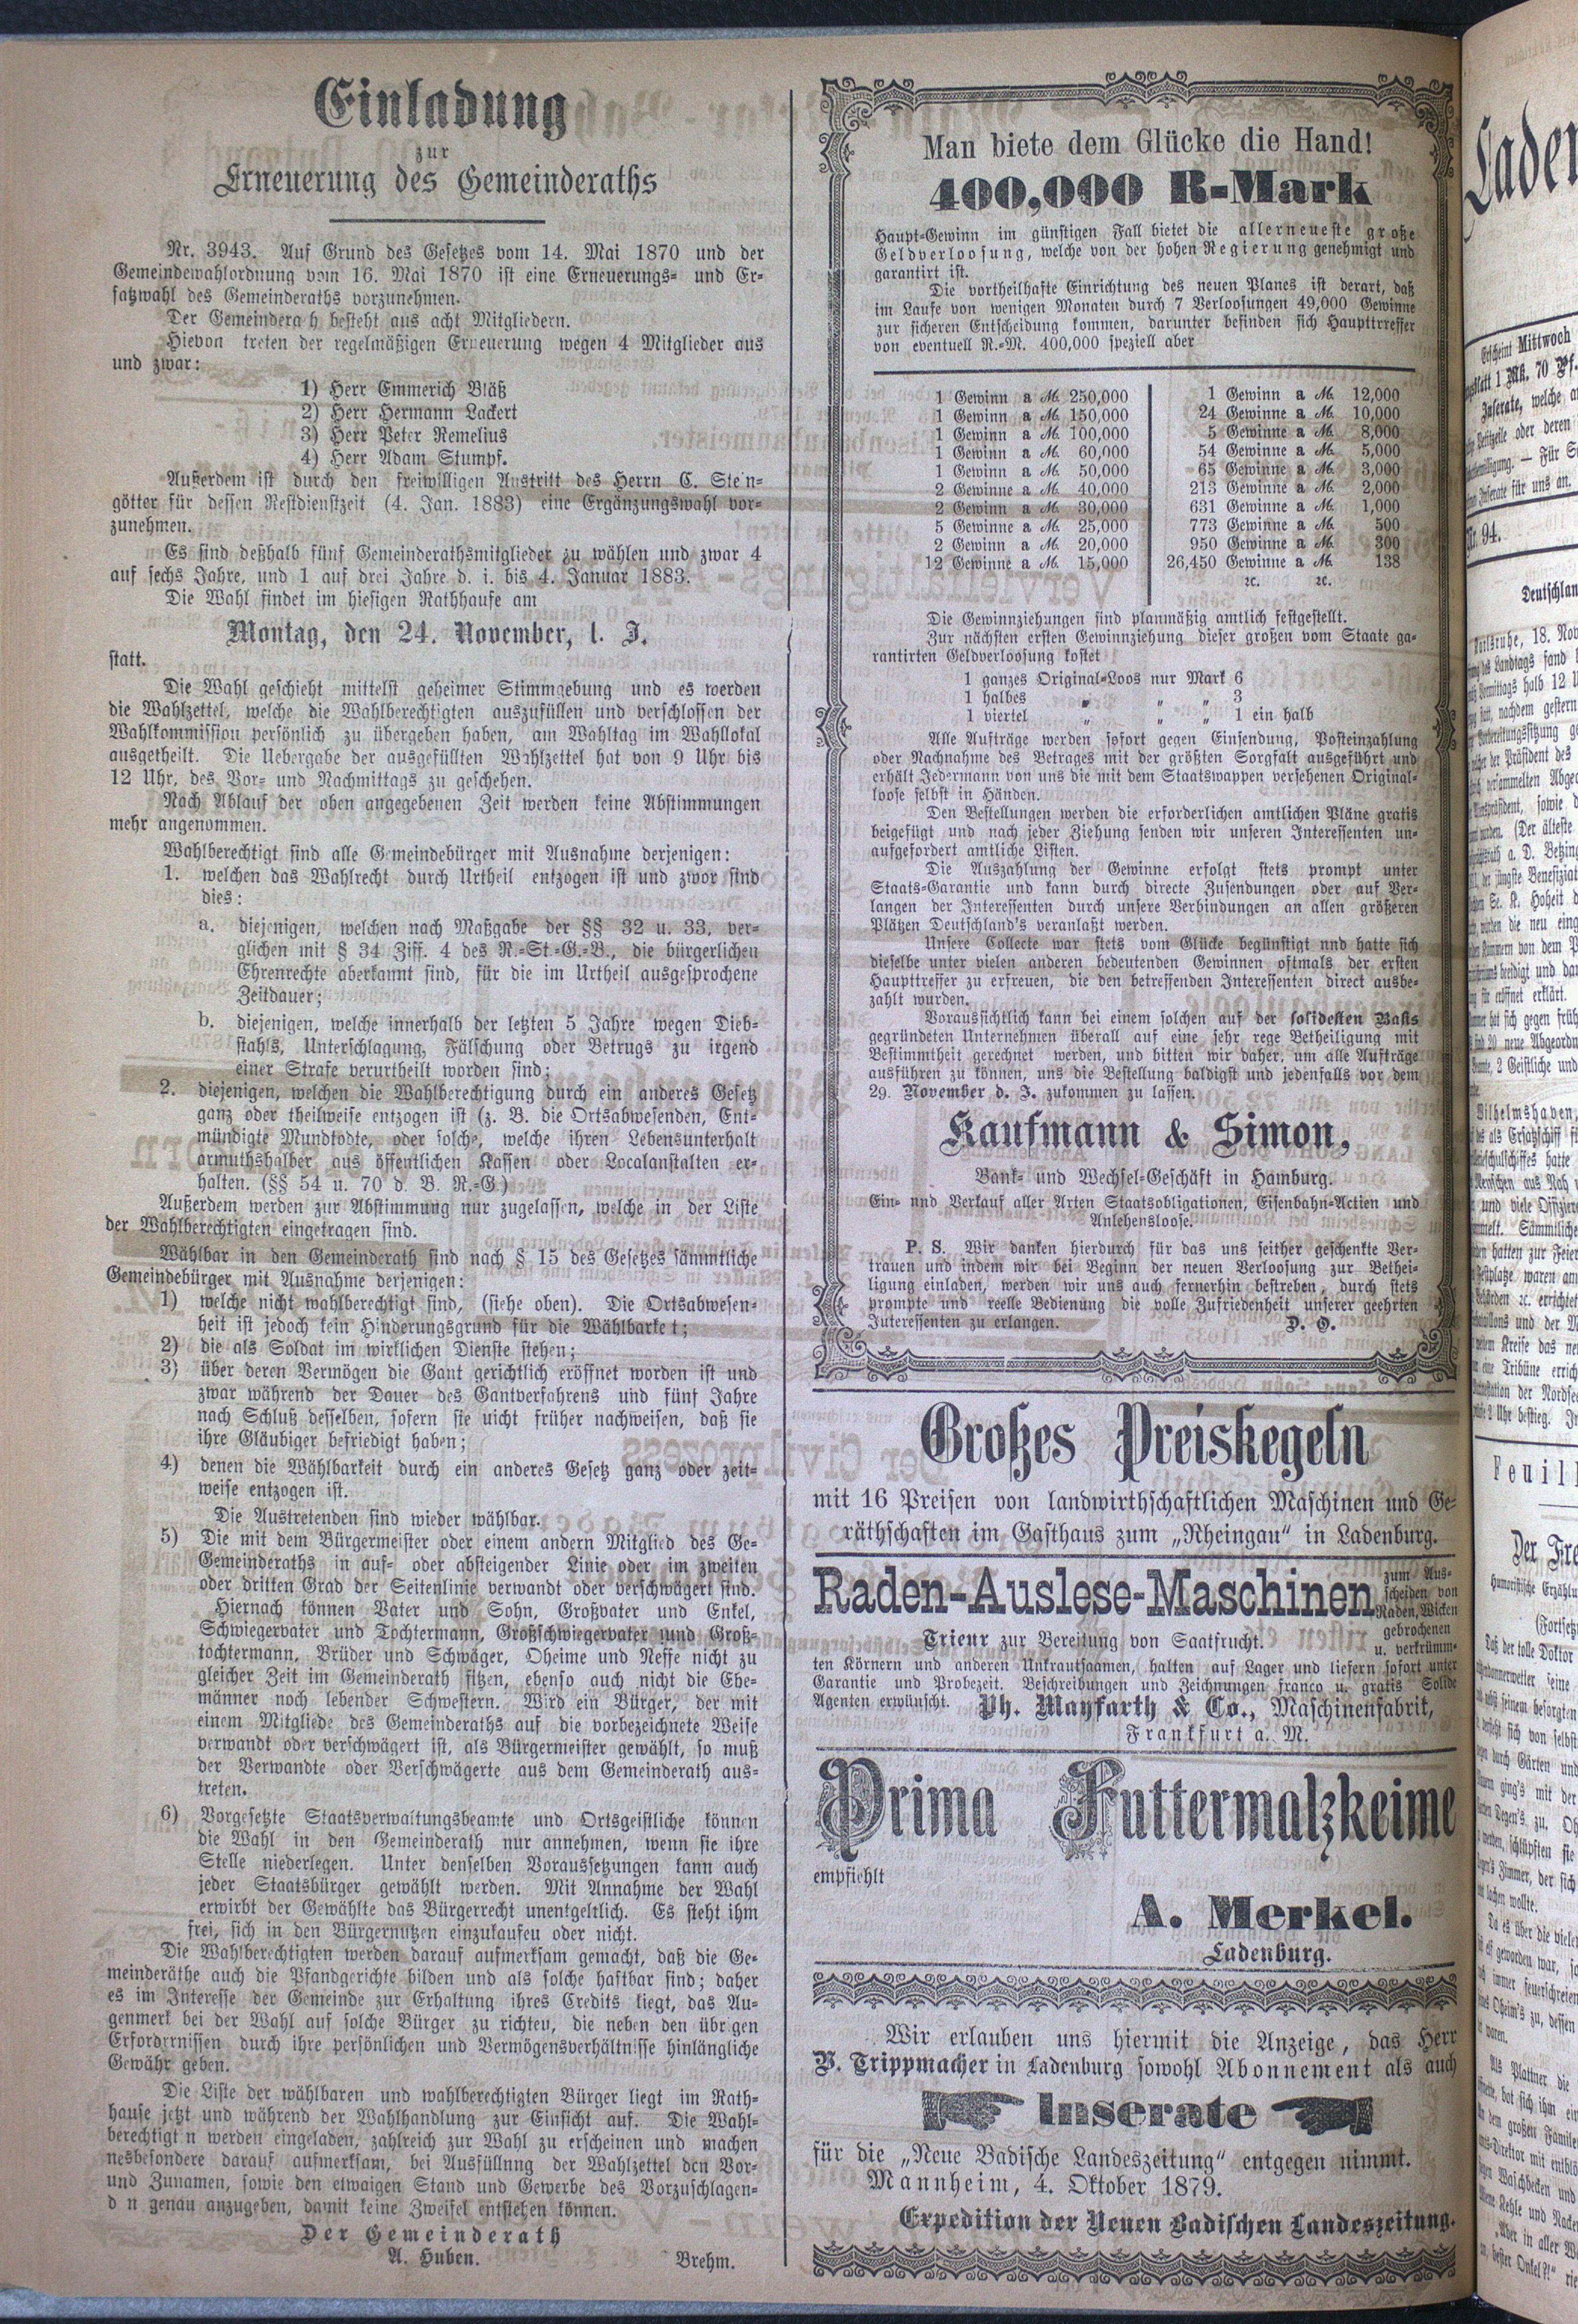 Einladung
zur
Erneuerung des Gemeinderaths
Nr. 3943. Auf Grund des Gesetzes vom 14. Mai 1870 und der
Gemeindewahlordnung vom 16. Mai 1870 ist eine Erneuerungs- und Er-
satzwahl des Gemeinderaths vorzunehmen.
Der Gemeindera h besteht aus acht Mitgliedern.
Hievon treten der regelmäßigen Erneuerung wegen 4 Mitglieder aus
und zwar:
1) Herr Emmerich Bläß
2) Herr Hermann Lackert
3) Herr Peter Remelius
4) Herr Adam Stumpf.
Außerdem ist durch den freiwilligen Austritt des Herrn C. Ste'n-
götter für dessen Restdienstzeit (4. Jan. 1883) eine Ergänzungswahl vor-
zunehmen.
Es sind deßhalb fünf Gemeinderathsmitglieder zu wählen und zwar 4
auf sechs Jahre, und 1 auf drei Jahre d. i. bis 4. Januar 1883.
Die Wahl findet im hiesigen Rathhause am
Montag, den 24. November, l. J.
statt.
Die Wahl geschieht mittelst geheimer Stimmgebung und es werden
die Wahlzettel, welche die Wahlberechtigten auszufüllen und verschlossen der
Wahlkommission persönlich zu übergeben haben, am Wahltag im Wahllokal
ausgetheilt. Die Uebergabe der ausgefüllten Wahlzettel hat von 9 Uhr bis
12 Uhr, des Vor- und Nachmittags zu geschehen.
Nach Ablauf der oben angegebenen Zeit werden keine Abstimmungen
mehr angenommen.
Wahlberechtigt sind alle Gemeindebürger mit Ausnahme derjenigen:
1. welchen das Wahlrecht durch Urtheil entzogen ist und zwor sind
dies:
a. diejenigen, welchen nach Maßgabe der §§ 32 u. 33, ver-
glichen mit § 34 Ziff. 4 des R.-St.-G.-B., die bürgerlichen
Ehrenrechte aberkannt sind, für die im Urtheil ausgesprochene
Zeitdauer;
b. diejenigen, welche innerhalb der letzten 5 Jahre wegen Dieb-
stahls, Unterschlagung, Fälschung oder Betrugs zu irgend
einer Strafe verurtheilt worden sind;
2. diejenigen, welchen die Wahlberechtigung durch ein anderes Gesetz
ganz oder theilweise entzogen ist (z. B. die Ortsabwesenden, Ent-
mündigte Mundtodte, oder solche, welche ihren Lebensunterhalt
armuthshalber aus öffentlichen Kassen oder Localanstalten er-
halten. (§§ 54 u. 70 d. B. R.-G.)
Außerdem werden zur Abstimmung nur zugelassen, welche in der Liste
der Wahlberechtigten eingetragen sind.
Wählbar in den Gemeinderath sind nach § 15 des Gesetzes sämmtliche
Gemeindebürger mit Ausnahme derjenigen:
1) welche nicht wahlberechtigt sind, (siehe oben). Die Ortsabwesen-
heit ist jedoch kein Hinderungsgrund für die Wählbarke t;
2) die als Soldat im wirklichen Dienste stehen;
3) über deren Vermögen die Gant gerichtlich eröffnet worden ist und
zwar während der Dauer des Gantverfahrens und fünf Jahre
nach Schluß desselben, sofern sie nicht früher nachweisen, daß sie
ihre Gläubiger befriedigt haben;
4) denen die Wählbarkeit durch ein anderes Gesetz ganz oder zeit-
weise entzogen ist.
Die Austretenden sind wieder wählbar.
5) Die mit dem Bürgermeister oder einem andern Mitglied des Ge-
Gemeinderaths in auf- oder absteigender Linie oder im zweiten
oder dritten Grad der Seitenlinie verwandt oder verschwägert sind.
Hiernach können Vater und Sohn, Großvater und Enkel,
Schwiegervater und Tochtermann, Großschwiegervater und Groß-
tochtermann, Brüder und Schwäger, Oheime und Neffe nicht zu
gleicher Zeit im Gemeinderath sitzen, ebenso auch nicht die Ehe-
männer noch lebender Schwestern. Wird ein Bürger, der mit
einem Mitgliede des Gemeinderaths auf die vorbezeichnete Weise
verwandt oder verschwägert ist, als Bürgermeister gewählt, so muß
der Verwandte oder Verschwägerte aus dem Gemeinderath aus-
treten.
6) Vorgesetzte Staatsverwaltungsbeamte und Ortsgeistliche können
die Wahl in den Gemeinderath nur annehmen, wenn sie ihre
Stelle niederlegen. Unter denselben Voraussetzungen kann auch
jeder Staatsbürger gewählt werden. Mit Annahme der Wahl
erwirbt der Gewählte das Bürgerrecht unentgeltlich. Es steht ihm
frei, sich in den Bürgernutzen einzukaufen oder nicht.
Die Wahlberechtigten werden darauf aufmerksam gemacht, daß die Ge-
meinderäthe auch die Pfandgerichte bilden und als solche haftbar sind; daher
es im Interesse der Gemeinde zur Erhaltung ihres Credits liegt, das Au-
genmerk bei der Wahl auf solche Bürger zu richten, die neben den übrigen
Erfordernissen durch ihre persönlichen und Vermögensverhältnisse hinlängliche
Gewähr geben.
Die Liste der wählbaren und wahlberechtigten Bürger liegt im Rath-
hause jetzt und während der Wahlhandlung zur Einsicht auf. Die Wahl-
berechtigt n werden eingeladen, zahlreich zur Wahl zu erscheinen und machen
nesbesondere darauf aufmerksam, bei Ausfüllung der Wahlzettel den Vor-
und Zunamen, sowie den etwaigen Stand und Gewerbe des Vorzuschlagen-
d n genau anzugeben, damit keine Zweifel entstehen können.
Der Gemeinderath
A. Huben. Brehm.
Man biete dem Glücke die Hand!
400,000 R-Mark
Haupt-Gewinn im günstigen Fall bietet die allerneueste große
Geldverloosung, welche von der hohen Regierung genehmigt und
garantirt ist.
Die vortheilhafte Einrichtung des neuen Planes ist derart, daß
im Laufe von wenigen Monaten durch 7 Verloosungen 49,000 Gewinne
zur sicheren Entscheidung kommen, darunter befinden sich Haupttreffer
von eventuell R.-M. 400,000 speziell aber
1 Gewinn a M. 250,000
1 Gewinn a M. 150,000
1 Gewinn a M. 100,000
1 Gewinn a M. 60,000
1 Gewinn a M. 50,000
2 Gewinne a M. 40,000
2 Gewinn a M. 30,000
5 Gewinne a M. 25,000
2 Gewinn a M. 20,000
12 Gewinne a M. 15,000
1 Gewinn a M. 12,000
24 Gewinne a M. 10,000
5 Gewinne a M. 8,000
54 Gewinne a M. 5,000
65 Gewinne a M. 3,000
213 Gewinne a M. 2,000
631 Gewinne a M. 1,000
773 Gewinne a M. 500
950 Gewinne a M. 300
26,450 Gewinne a M. 138
ꝛc. ꝛc.
Die Gewinnziehungen sind planmäßig amtlich festgestellt.
Zur nächsten ersten Gewinnziehung dieser großen vom Staate ga-
rantirten Geldverloosung kostet
1 ganzes Original-Loos nur Mark 6
1 halbes „ „ „ 3
1 viertel „ „ „ 1 ein halb
Alle Aufträge werden sofort gegen Einsendung, Posteinzahlung
oder Nachnahme des Betrages mit der größten Sorgfalt ausgeführt und
erhält Jedermann von uns die mit dem Staatswappen versehenen Original-
loose selbst in Händen.
Den Bestellungen werden die erforderlichen amtlichen Pläne gratis
beigefügt und nach jeder Ziehung senden wir unseren Interessenten un-
aufgefordert amtliche Listen.
Die Auszahlung der Gewinne erfolgt stets prompt unter
Staats-Garantie und kann durch directe Zusendungen oder auf Ver-
langen der Interessenten durch unsere Verbindungen an allen größeren
Plätzen Deutschland's veranlaßt werden.
Unsere Collecte war stets vom Glücke begünstigt nnd hatte sich
dieselbe unter vielen anderen bedeutenden Gewinnen oftmals der ersten
Haupttreffer zu erfreuen, die den betreffenden Interessenten direct ausbe-
zahlt wurden.
Voraussichtlich kann bei einem solchen auf der solidesten Basis
gegründeten Unternehmen überall auf eine sehr rege Betheiligung mit
Bestimmtheit gerechnet werden, und bitten wir daher, um alle Aufträge
ausführen zu können, uns die Bestellung baldigst und jedenfalls vor dem
29. November d. J. zukommen zu lassen.
Kaufmann & Simon,
Bank- und Wechsel-Geschäft in Hamburg.
Ein- und Verkauf aller Arten Staatsobligationen, Eisenbahn-Actien und
Anlehensloose.
P. S. Wir danken hierdurch für das uns seither geschenkte Ver-
trauen und indem wir bei Beginn der neuen Verloosung zur Bethei-
ligung einladen, werden wir uns auch fernerhin bestreben, durch stets
prompte und reelle Bedienung die volle Zufriedenheit unserer geehrten
Interessenten zu erlangen. D. O.
Großes Preiskegeln
mit 16 Preisen von landwirthschaftlichen Maschinen und Ge-
räthschaften im Gasthaus zum „Rheingau“ in Ladenburg.
Raden-Auslese-Maschinen zum Aus-
scheiden von
Raden, Wicken
gebrochenen
Trieur zur Bereitung von Saatfrucht. u. verkrümm-
ten Körnern und anderen Unkrautsaamen, halten auf Lager und liefern sofort unter
Garantie und Probezeit. Beschreibungen und Zeichnungen franco u. gratis Solide
Agenten erwünscht. Ph. Mayfarth & Co., Maschinenfabrik,
Frankfurt a. M.
Prima Futtermalzkeime
empfiehlt
A. Merkel.
Ladenburg.
Wir erlauben uns hiermit die Anzeige, das Herr
P. Trippmacher in Ladenburg sowohl Abonnement als auch
Inserate
für die „Neue Badische Landeszeitung“ entgegen nimmt.
Mannheim, 4. Oktober 1879.
Expedition der Neuen Badischen Landeszeitung.